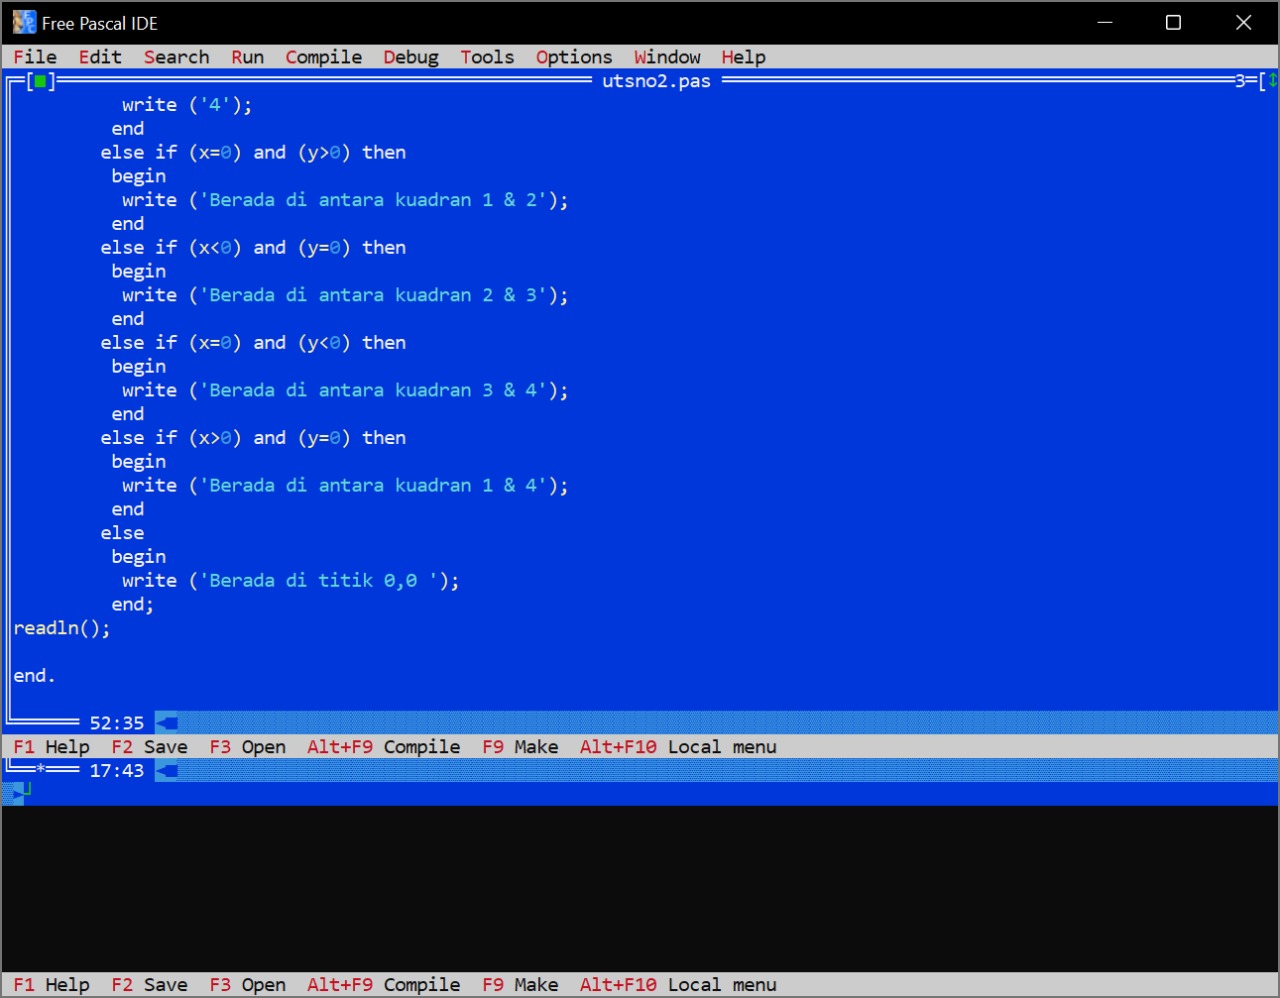 Free Pascal IDE
File Edit Search Run Compile Debug Tools Options Window Help
[■] utsno2.pas 3=[↕
write ('4');
end
else if (x=0) and (y>0) then
begin
write ('Berada di antara kuadran 1 & 2');
end
else if (x<0) and (y=0) then
begin
write ('Berada di antara kuadran 2 & 3');
end
else if (x=0) and (y<0) then
begin
write ('Berada di antara kuadran 3 & 4');
end
else if (x>0) and (y=0) then
begin
write ('Berada di antara kuadran 1 & 4');
end
else
begin
write ('Berada di titik 0,0 ');
end;
readln();
end.
52:35
F1 Help F2 Save F3 Open Alt+F9 Compile F9 Make Alt+F10 Local menu
* 17:43
F1 Help F2 Save F3 Open Alt+F9 Compile F9 Make Alt+F10 Local menu